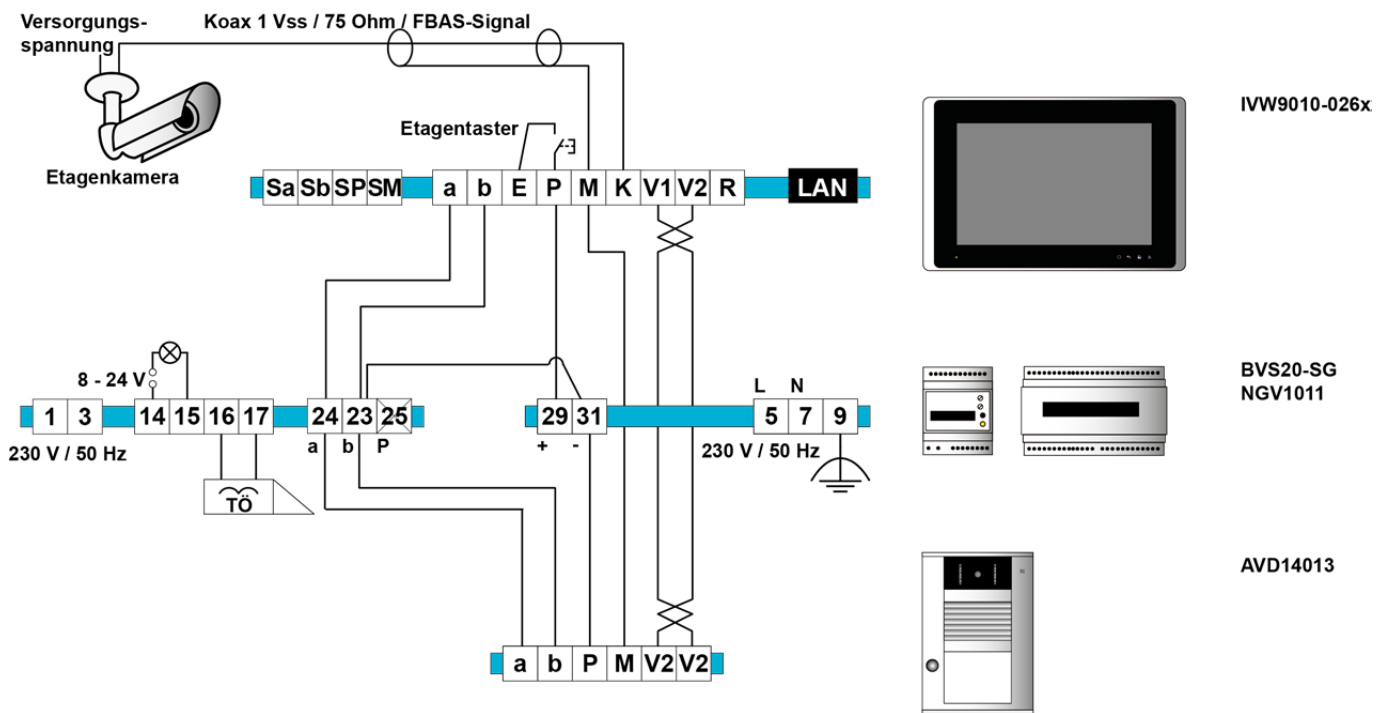 Versorgungs-
spannung
Koax 1 Vss / 75 Ohm / FBAS-Signal
Etagenkamera
Etagentaster
Sa Sb SP SM a b E P M K V1 V2 R LAN
IVW9010-026x
8 - 24 V
1 3 14 15 16 17 24 23 25 29 31 5 7 9
L N
a b P + -
230 V / 50 Hz
230 V / 50 Hz
TÖ
BVS20-SG
NGV1011
a b P M V2 V2
AVD14013